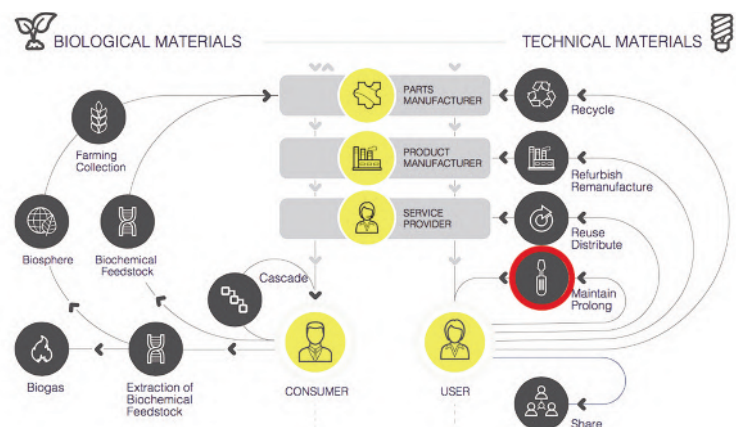 BIOLOGICAL MATERIALS
TECHNICAL MATERIALS
PARTS
MANUFACTURER
Recycle
Farming
Collection
PRODUCT
MANUFACTURER
Refurbish
Remanufacture
SERVICE
PROVIDER
Reuse
Distribute
Biosphere
Biochemical
Feedstock
Cascade
Maintain
Prolong
Biogas
Extraction of
Biochemical
Feedstock
CONSUMER
USER
Share